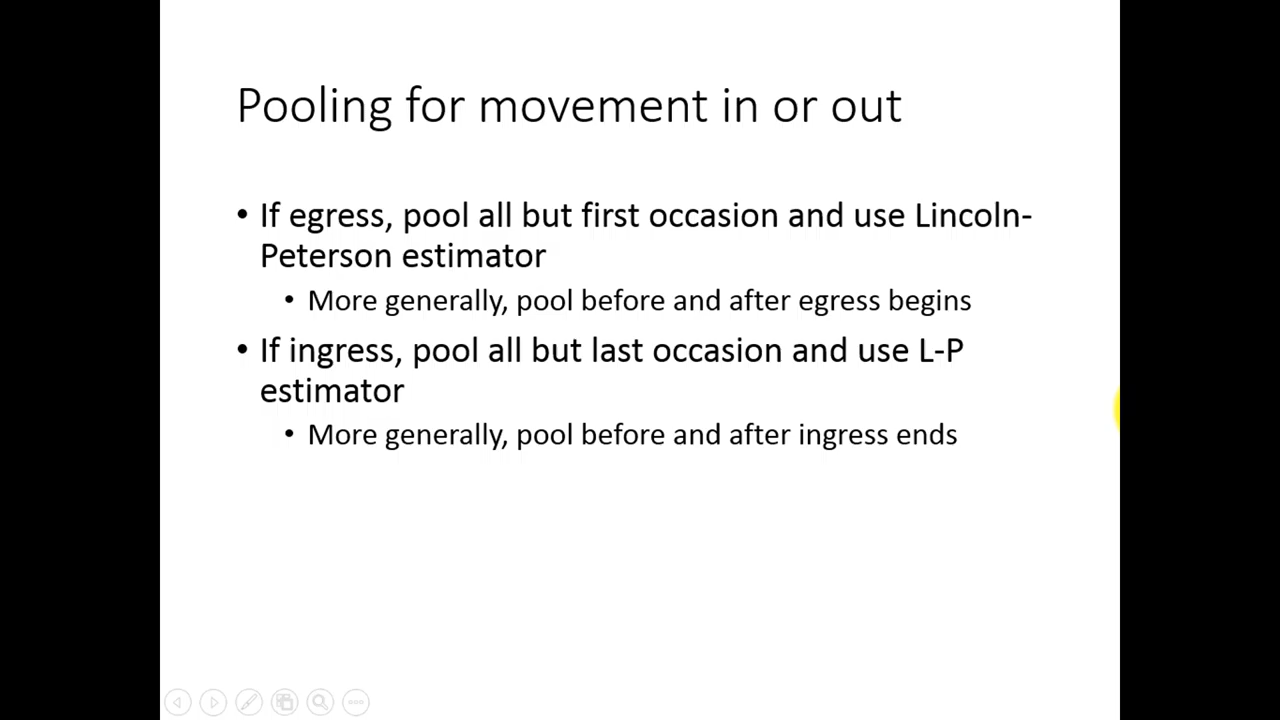 Pooling for movement in or out
• If egress, pool all but first occasion and use Lincoln-
Peterson estimator
• More generally, pool before and after egress begins
• If ingress, pool all but last occasion and use L-P
estimator
• More generally, pool before and after ingress ends